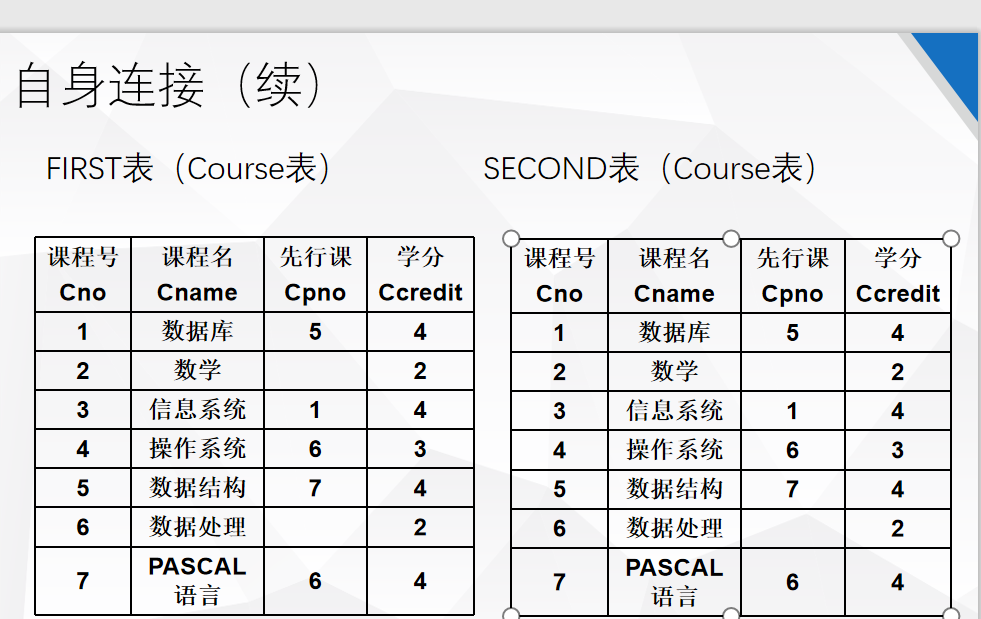 自身连接（续）
FIRST表（Course表）
SECOND表（Course表）
课程号 课程名 先行课 学分
Cno Cname Cpno Ccredit
1 数据库 5 4
2 数学 2
3 信息系统 1 4
4 操作系统 6 3
5 数据结构 7 4
6 数据处理 2
7 PASCAL 6 4
语言
课程号 课程名 先行课 学分
Cno Cname Cpno Ccredit
1 数据库 5 4
2 数学 2
3 信息系统 1 4
4 操作系统 6 3
5 数据结构 7 4
6 数据处理 2
7 PASCAL 6 4
语言